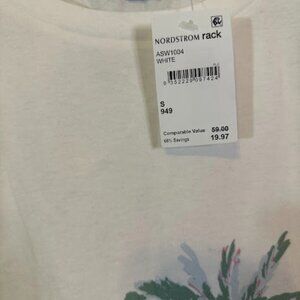 NORDSTROM rack
ASW1004
WHITE
S
949
Comparable Value 59.00
66% Savings 19.97